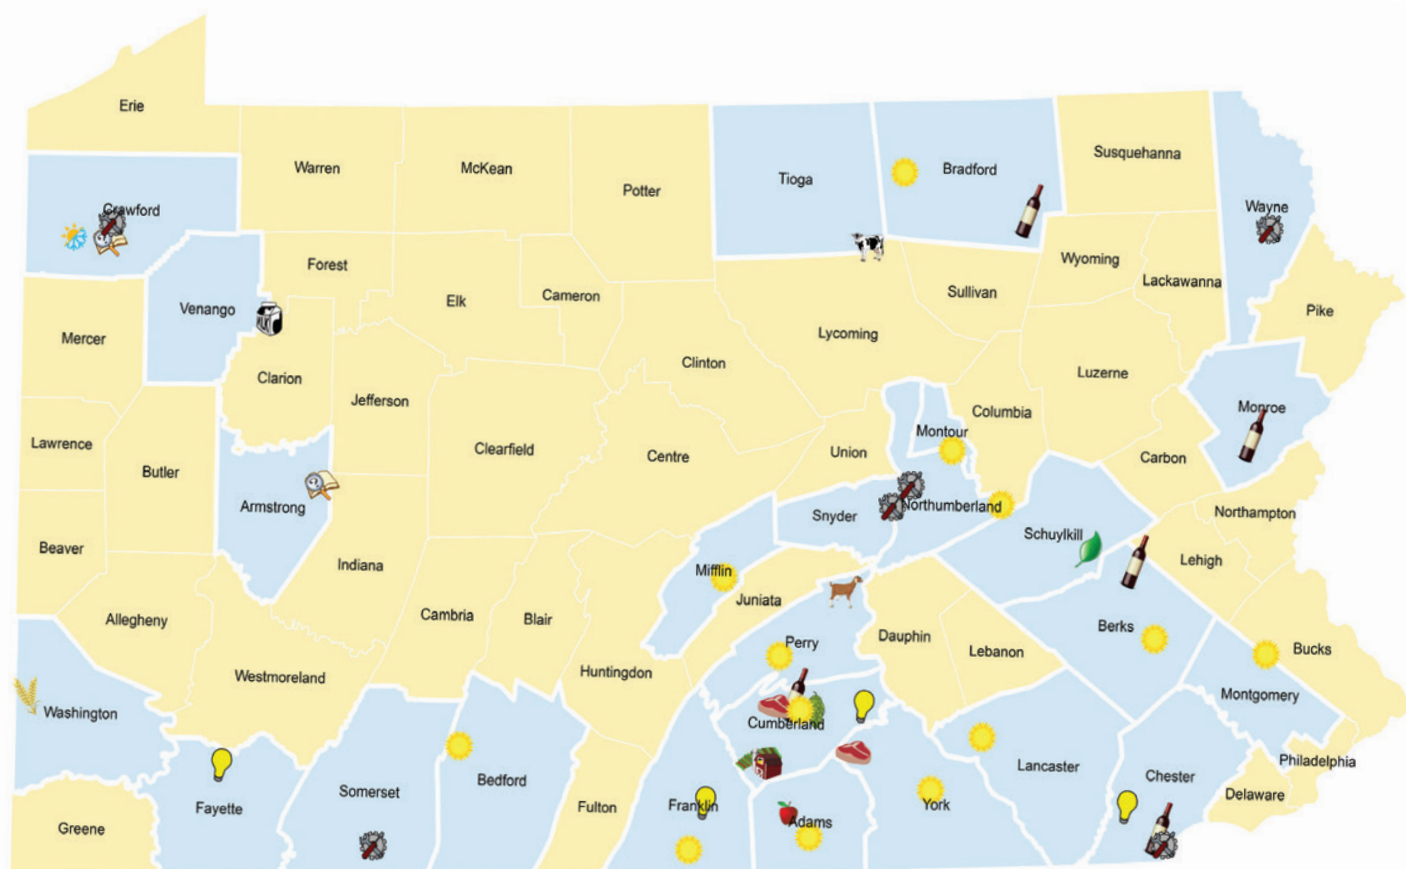 Erie
Warren
McKean
Potter
Tioga
Bradford
Susquehanna
Wayne
Crawford
Forest
Venango
Elk
Cameron
Sullivan
Wyoming
Lackawanna
Pike
Mercer
Clarion
Jefferson
Clinton
Lycoming
Luzerne
Columbia
Monroe
Lawrence
Butler
Clearfield
Centre
Union
Montour
Carbon
Armstrong
Snyder
Northumberland
Schuylkill
Northampton
Beaver
Indiana
Mifflin
Lehigh
Allegheny
Cambria
Blair
Juniata
Perry
Dauphin
Lebanon
Berks
Bucks
Westmoreland
Huntingdon
Montgomery
Washington
Cumberland
Lancaster
Philadelphia
Greene
Fayette
Somerset
Bedford
Fulton
Franklin
Adams
York
Chester
Delaware